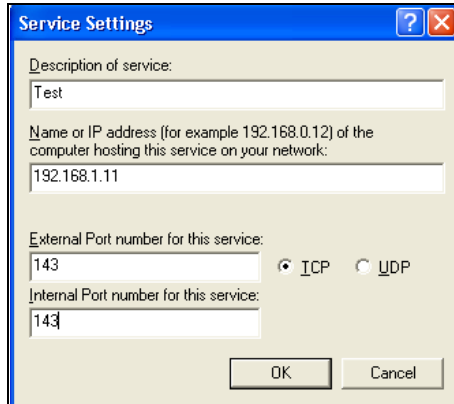 Service Settings
Description of service:
Test
Name or IP address (for example 192.168.0.12) of the
computer hosting this service on your network:
192.168.1.11
External Port number for this service:
143
TCP
UDP
Internal Port number for this service:
143
OK
Cancel